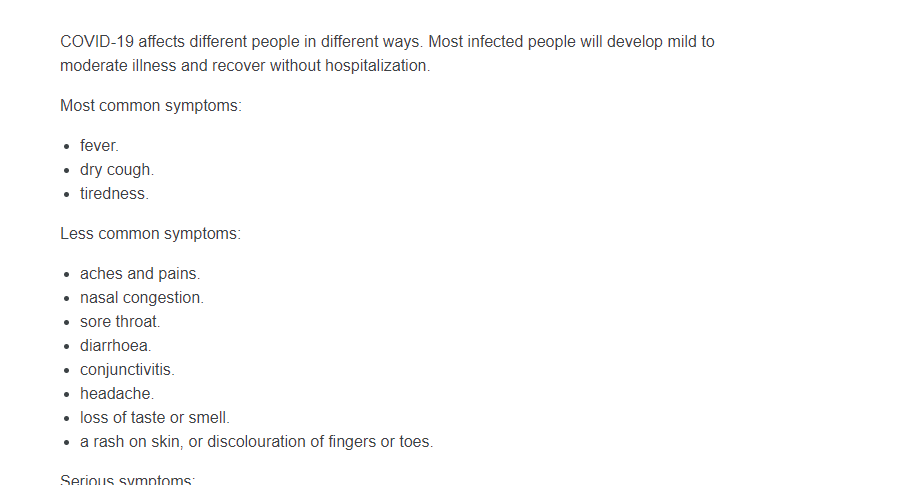 COVID-19 affects different people in different ways. Most infected people will develop mild to
moderate illness and recover without hospitalization.
Most common symptoms:
• fever.
• dry cough.
• tiredness.
Less common symptoms:
• aches and pains.
• nasal congestion.
• sore throat.
• diarrhoea.
• conjunctivitis.
• headache.
• loss of taste or smell.
• a rash on skin, or discolouration of fingers or toes.
Serious symptoms: